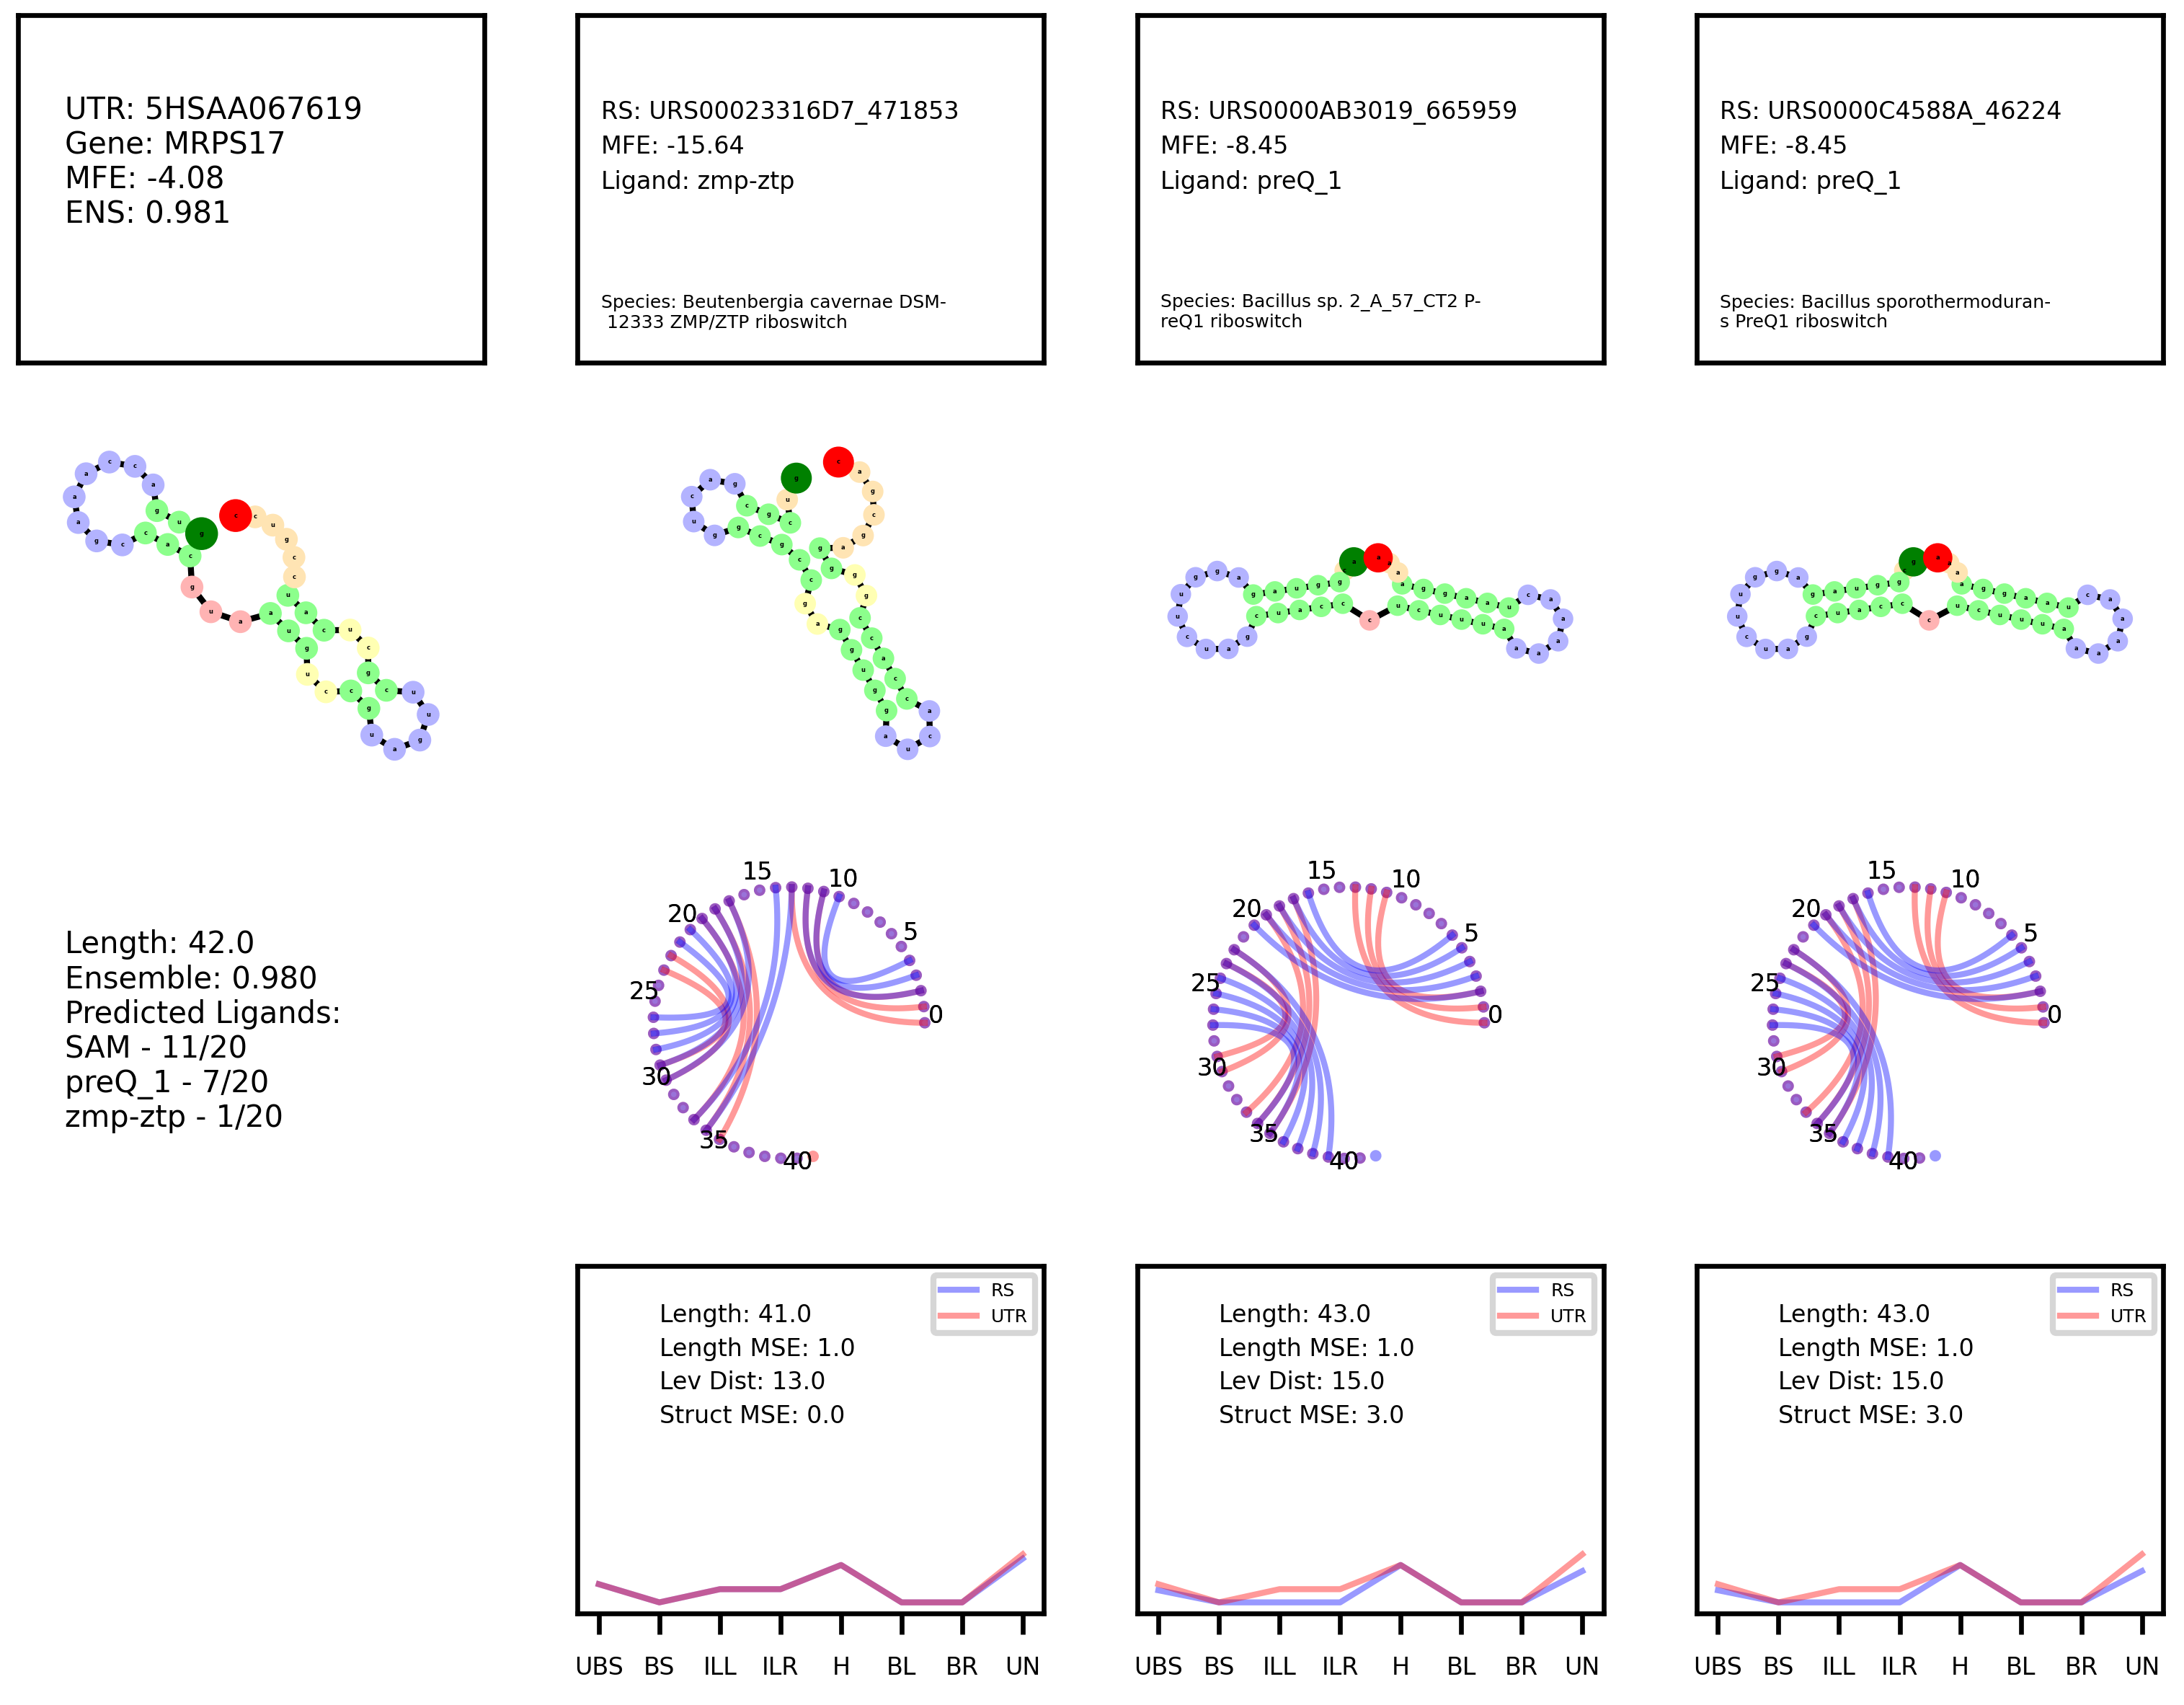 UTR: 5HSAA067619
Gene: MRPS17
MFE: -4.08
ENS: 0.981
RS: URS00023316D7_471853
MFE: -15.64
Ligand: zmp-ztp
Species: Beutenbergia cavernae DSM-
12333 ZMP/ZTP riboswitch
RS: URS0000AB3019_665959
MFE: -8.45
Ligand: preQ_1
Species: Bacillus sp. 2_A_57_CT2 P-
reQ1 riboswitch
RS: URS0000C4588A_46224
MFE: -8.45
Ligand: preQ_1
Species: Bacillus sporothermoduran-
s PreQ1 riboswitch
Length: 42.0
Ensemble: 0.980
Predicted Ligands:
SAM - 11/20
preQ_1 - 7/20
zmp-ztp - 1/20
0
5
10
15
20
25
30
35
40
0
5
10
15
20
25
30
35
40
0
5
10
15
20
25
30
35
40
RS
UTR
Length: 41.0
Length MSE: 1.0
Lev Dist: 13.0
Struct MSE: 0.0
UBS BS ILL ILR H BL BR UN
RS
UTR
Length: 43.0
Length MSE: 1.0
Lev Dist: 15.0
Struct MSE: 3.0
UBS BS ILL ILR H BL BR UN
RS
UTR
Length: 43.0
Length MSE: 1.0
Lev Dist: 15.0
Struct MSE: 3.0
UBS BS ILL ILR H BL BR UN